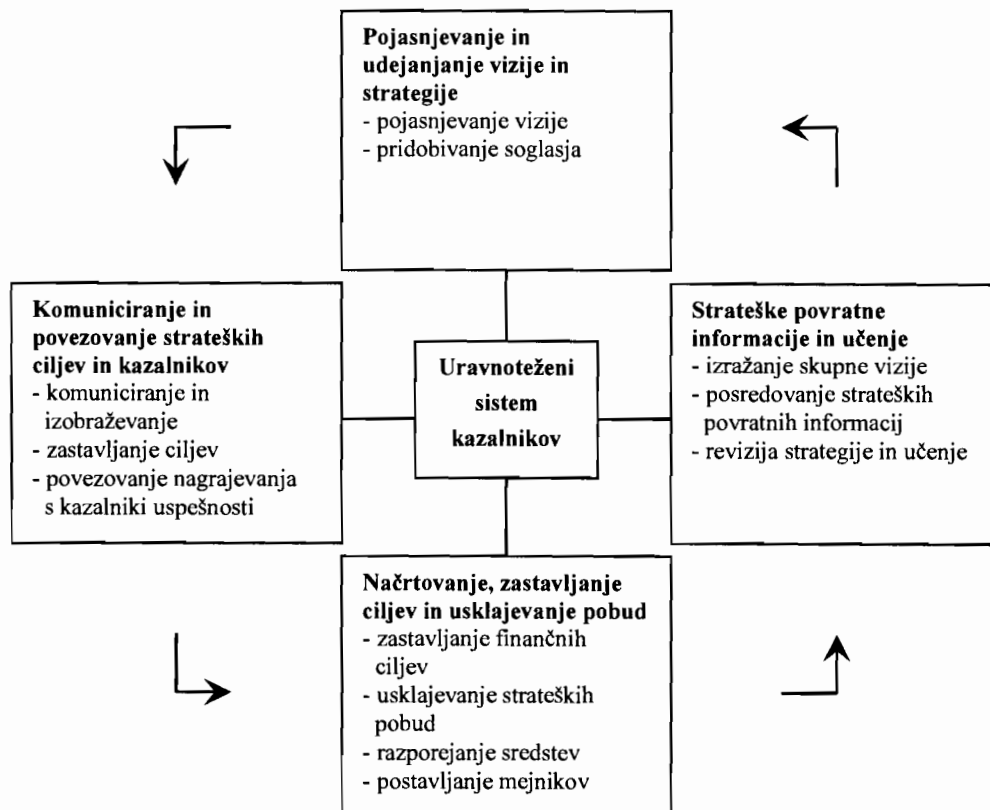 Pojasnjevanje in
udejanjanje vizije in
strategije
- pojasnjevanje vizije
- pridobivanje soglasja
Komuniciranje in
povezovanje strateških
ciljev in kazalnikov
- komuniciranje in
izobraževanje
- zastavljanje ciljev
- povezovanje nagrajevanja
s kazalniki uspešnosti
Uravnoteženi
sistem
kazalnikov
Strateške povratne
informacije in učenje
- izražanje skupne vizije
- posredovanje strateških
povratnih informacij
- revizija strategije in učenje
Načrtovanje, zastavljanje
ciljev in usklajevanje pobud
- zastavljanje finančnih
ciljev
- usklajevanje strateških
pobud
- razporejanje sredstev
- postavljanje mejnikov